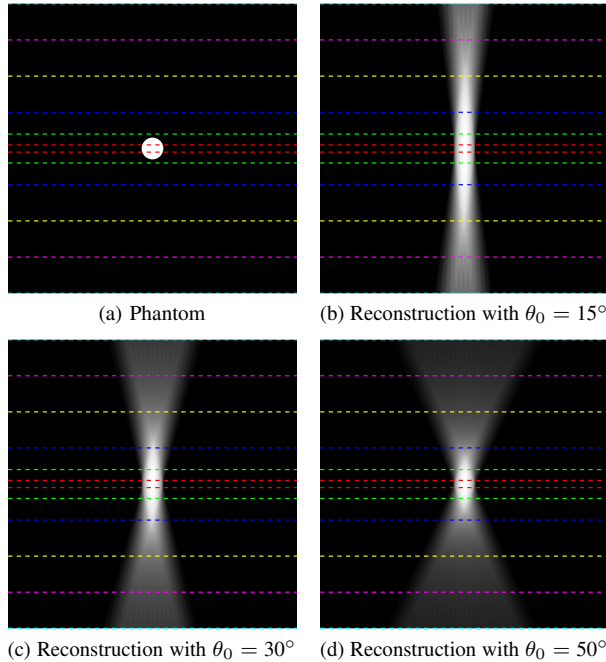 (a) Phantom
(b) Reconstruction with θ₀ = 15°
(c) Reconstruction with θ₀ = 30°
(d) Reconstruction with θ₀ = 50°